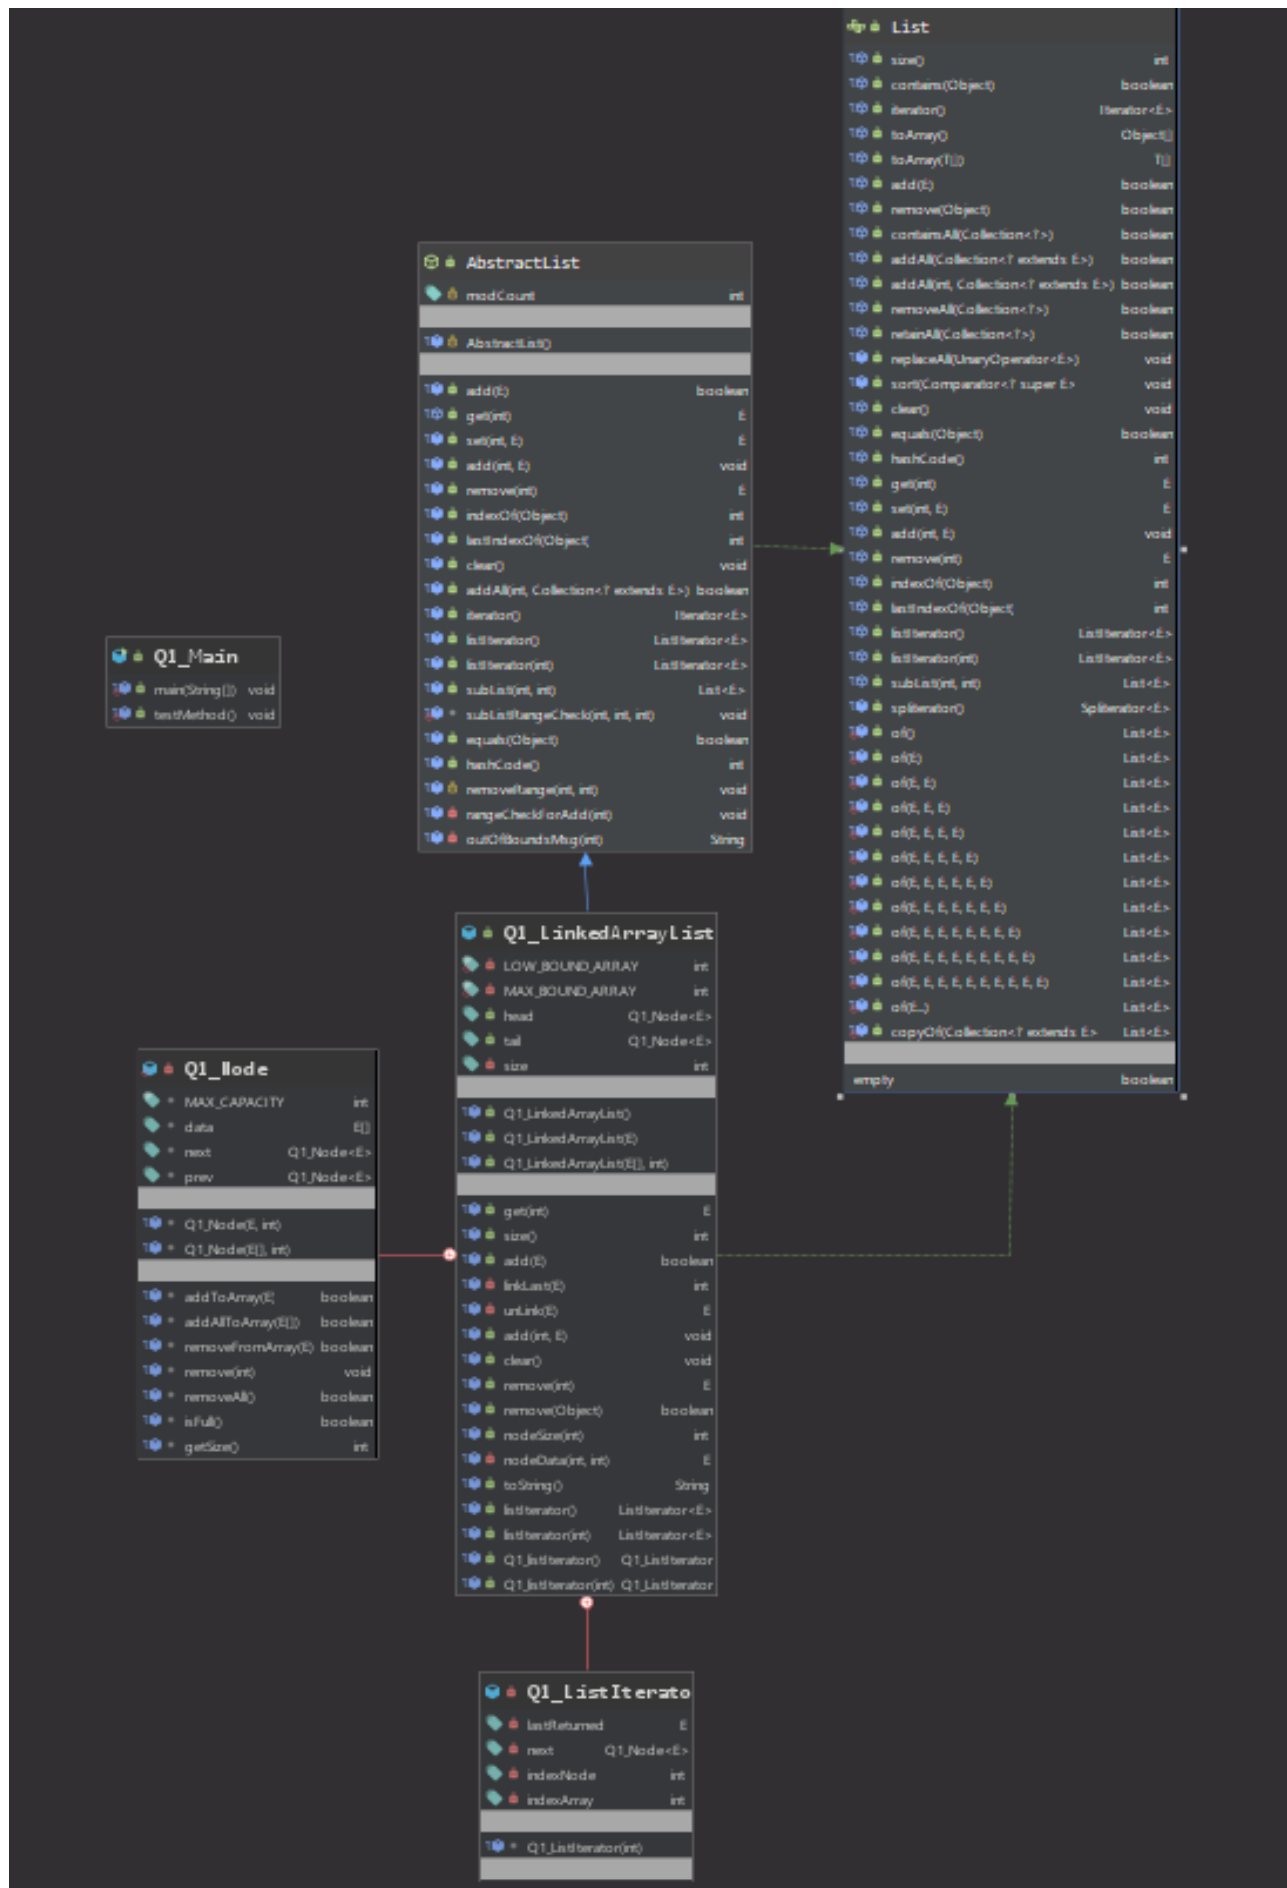 List
size() int
contains(Object) boolean
iterator() Iterator<E>
toArray() Object[]
toArray(T[]) T[]
add(E) boolean
remove(Object) boolean
containsAll(Collection<?>) boolean
addAll(Collection<? extends E>) boolean
addAll(int, Collection<? extends E>) boolean
removeAll(Collection<?>) boolean
retainAll(Collection<?>) boolean
replaceAll(UnaryOperator<E>) void
sort(Comparator<? super E> void
clear() void
equals(Object) boolean
hashCode() int
get(int) E
set(int, E) E
add(int, E) void
remove(int) E
indexOf(Object) int
lastIndexOf(Object( int
listIterator() ListIterator<E>
listIterator(int) ListIterator<E>
subList(int, int) List<E>
spliterator() Spliterator<E>
of() List<E>
of(E) List<E>
of(E, E) List<E>
of(E, E, E) List<E>
of(E, E, E, E) List<E>
of(E, E, E, E, E) List<E>
of(E, E, E, E, E, E) List<E>
of(E, E, E, E, E, E, E) List<E>
of(E, E, E, E, E, E, E, E) List<E>
of(E, E, E, E, E, E, E, E, E) List<E>
of(E, E, E, E, E, E, E, E, E, E) List<E>
of(E...) List<E>
copyOf(Collection<? extends E> List<E>
empty boolean
AbstractList
modCount int
AbstractList()
add(E) boolean
get(int) E
set(int, E) E
add(int, E) void
remove(int) E
indexOf(Object) int
lastIndexOf(Object( int
clear() void
addAll(int, Collection<? extends E>) boolean
iterator() Iterator<E>
listIterator() ListIterator<E>
listIterator(int) ListIterator<E>
subList(int, int) List<E>
subListRangeCheck(int, int, int) void
equals(Object) boolean
hashCode() int
removeRange(int, int) void
rangeCheckForAdd(int) void
outOfBoundsMsg(int) String
Q1_Main
main(String[]) void
testMethod() void
Q1_LinkedArrayList
LOW_BOUND_ARRAY int
MAX_BOUND_ARRAY int
head Q1_Node<E>
tail Q1_Node<E>
size int
Q1_LinkedArrayList()
Q1_LinkedArrayList(E)
Q1_LinkedArrayList(E[], int)
get(int) E
size() int
add(E) boolean
linkLast(E) int
unLink(E) E
add(int, E) void
clear() void
remove(int) E
remove(Object) boolean
nodeSize(int) int
nodeData(int, int) E
toString() String
listIterator() ListIterator<E>
listIterator(int) ListIterator<E>
Q1_listIterator() Q1_ListIterator
Q1_listIterator(int) Q1_ListIterator
Q1_Node
MAX_CAPACITY int
data E[]
next Q1_Node<E>
prev Q1_Node<E>
Q1_Node(E, int)
Q1_Node(E[], int)
addToArray(E) boolean
addAllToArray(E[]) boolean
removeFromArray(E) boolean
remove(int) void
removeAll() boolean
isFull() boolean
getSize() int
Q1_ListIterato
lastReturned E
next Q1_Node<E>
indexNode int
indexArray int
Q1_ListIterator(int)